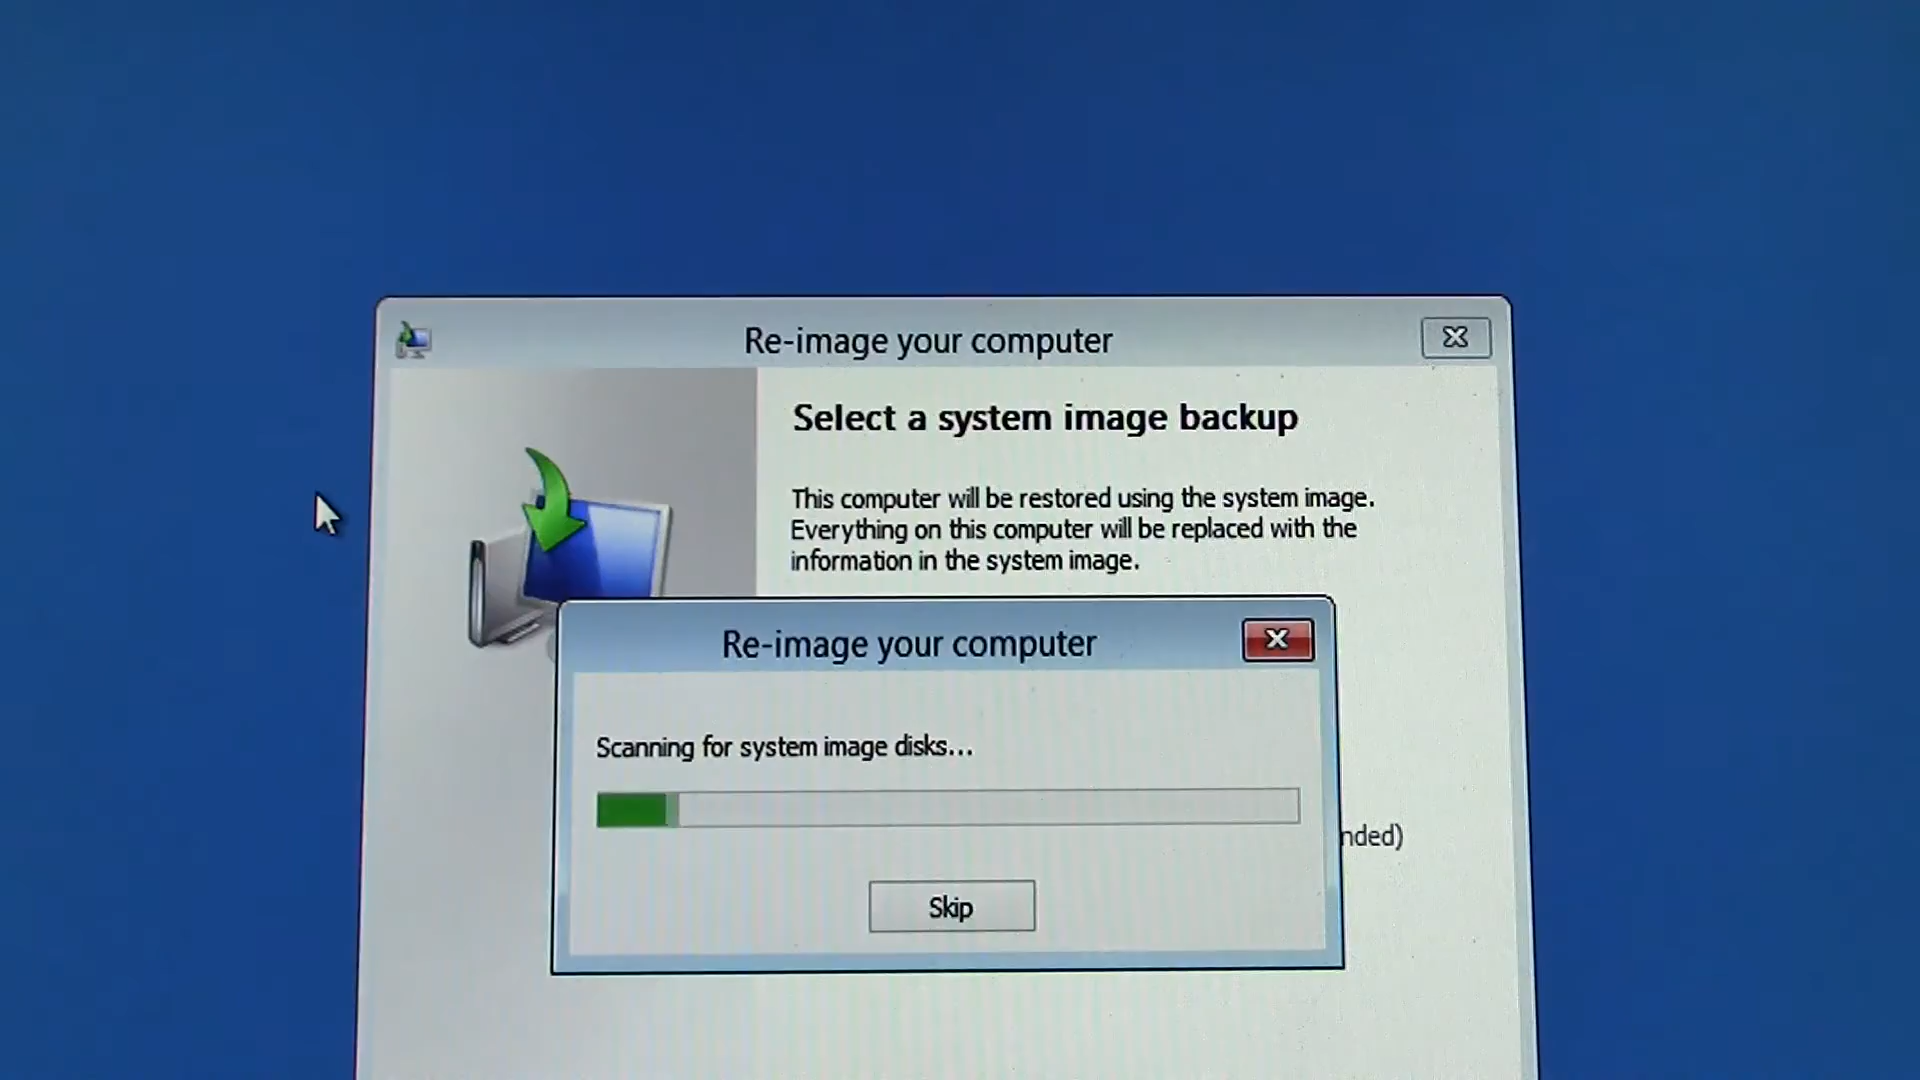 Re-image your computer
Select a system image backup
This computer will be restored using the system image.
Everything on this computer will be replaced with the
information in the system image.
Re-image your computer
Scanning for system image disks...
nded)
Skip